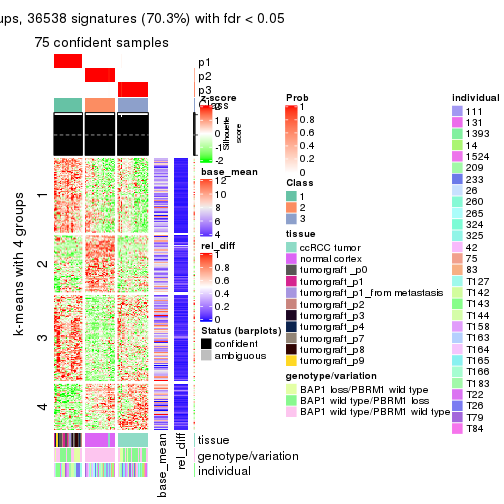 ups, 36538 signatures (70.3%) with fdr < 0.05
75 confident samples
p1
p2
p3
Class
z-score
2
1
0
-1
-2
Silhouette
score
k-means with 4 groups
1
2
3
4
base_mean
12
10
8
6
4
rel_diff
1
0.8
0.6
0.4
0.2
0
Status (barplots)
confident
ambiguous
tissue
genotype/variation
individual
base_mean
rel_diff
Prob
1
0.8
0.6
0.4
0.2
0
Class
1
2
3
tissue
ccRCC tumor
normal cortex
tumorgraft _p0
tumorgraft_p1
tumorgraft_p1_from metastasis
tumorgraft_p2
tumorgraft_p3
tumorgraft_p4
tumorgraft_p7
tumorgraft_p8
tumorgraft_p9
genotype/variation
BAP1 loss/PBRM1 wild type
BAP1 wild type/PBRM1 loss
BAP1 wild type/PBRM1 wild type
individual
111
131
1393
14
1524
209
233
26
260
265
324
325
42
75
83
T127
T142
T143
T144
T158
T163
T164
T165
T166
T183
T22
T26
T79
T84